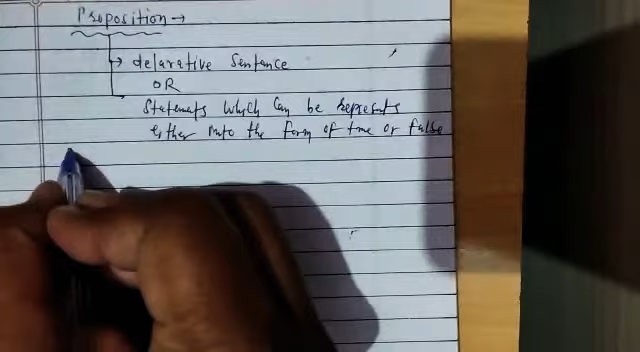 Proposition →
delarative Sentence
OR
Statements which can be represents
either into the form of true or false